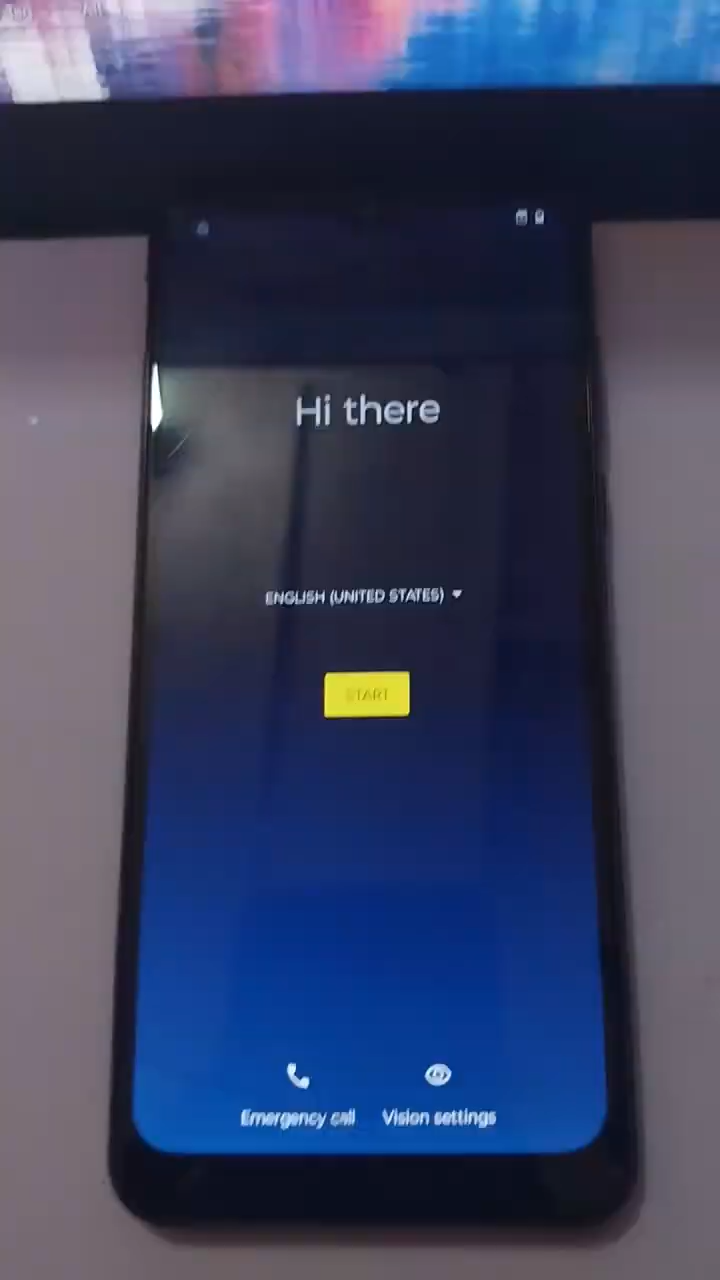 Hi there
ENGLISH (UNITED STATES)
START
Emergency call
Vision settings